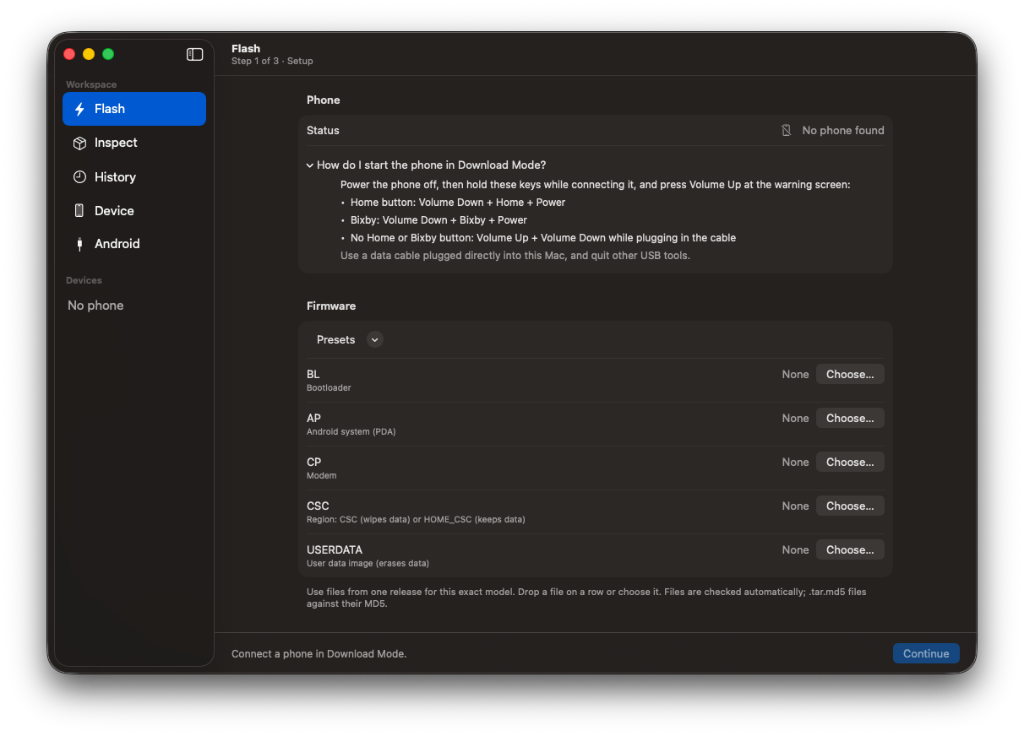 Workspace
Flash
Inspect
History
Device
Android
Devices
No phone
Flash
Step 1 of 3 · Setup
Phone
Status
No phone found
How do I start the phone in Download Mode?
Power the phone off, then hold these keys while connecting it, and press Volume Up at the warning screen:
• Home button: Volume Down + Home + Power
• Bixby: Volume Down + Bixby + Power
• No Home or Bixby button: Volume Up + Volume Down while plugging in the cable
Use a data cable plugged directly into this Mac, and quit other USB tools.
Firmware
Presets
BL
Bootloader
None Choose...
AP
Android system (PDA)
None Choose...
CP
Modem
None Choose...
CSC
Region: CSC (wipes data) or HOME_CSC (keeps data)
None Choose...
USERDATA
User data image (erases data)
None Choose...
Use files from one release for this exact model. Drop a file on a row or choose it. Files are checked automatically; .tar.md5 files
against their MD5.
Connect a phone in Download Mode.
Continue